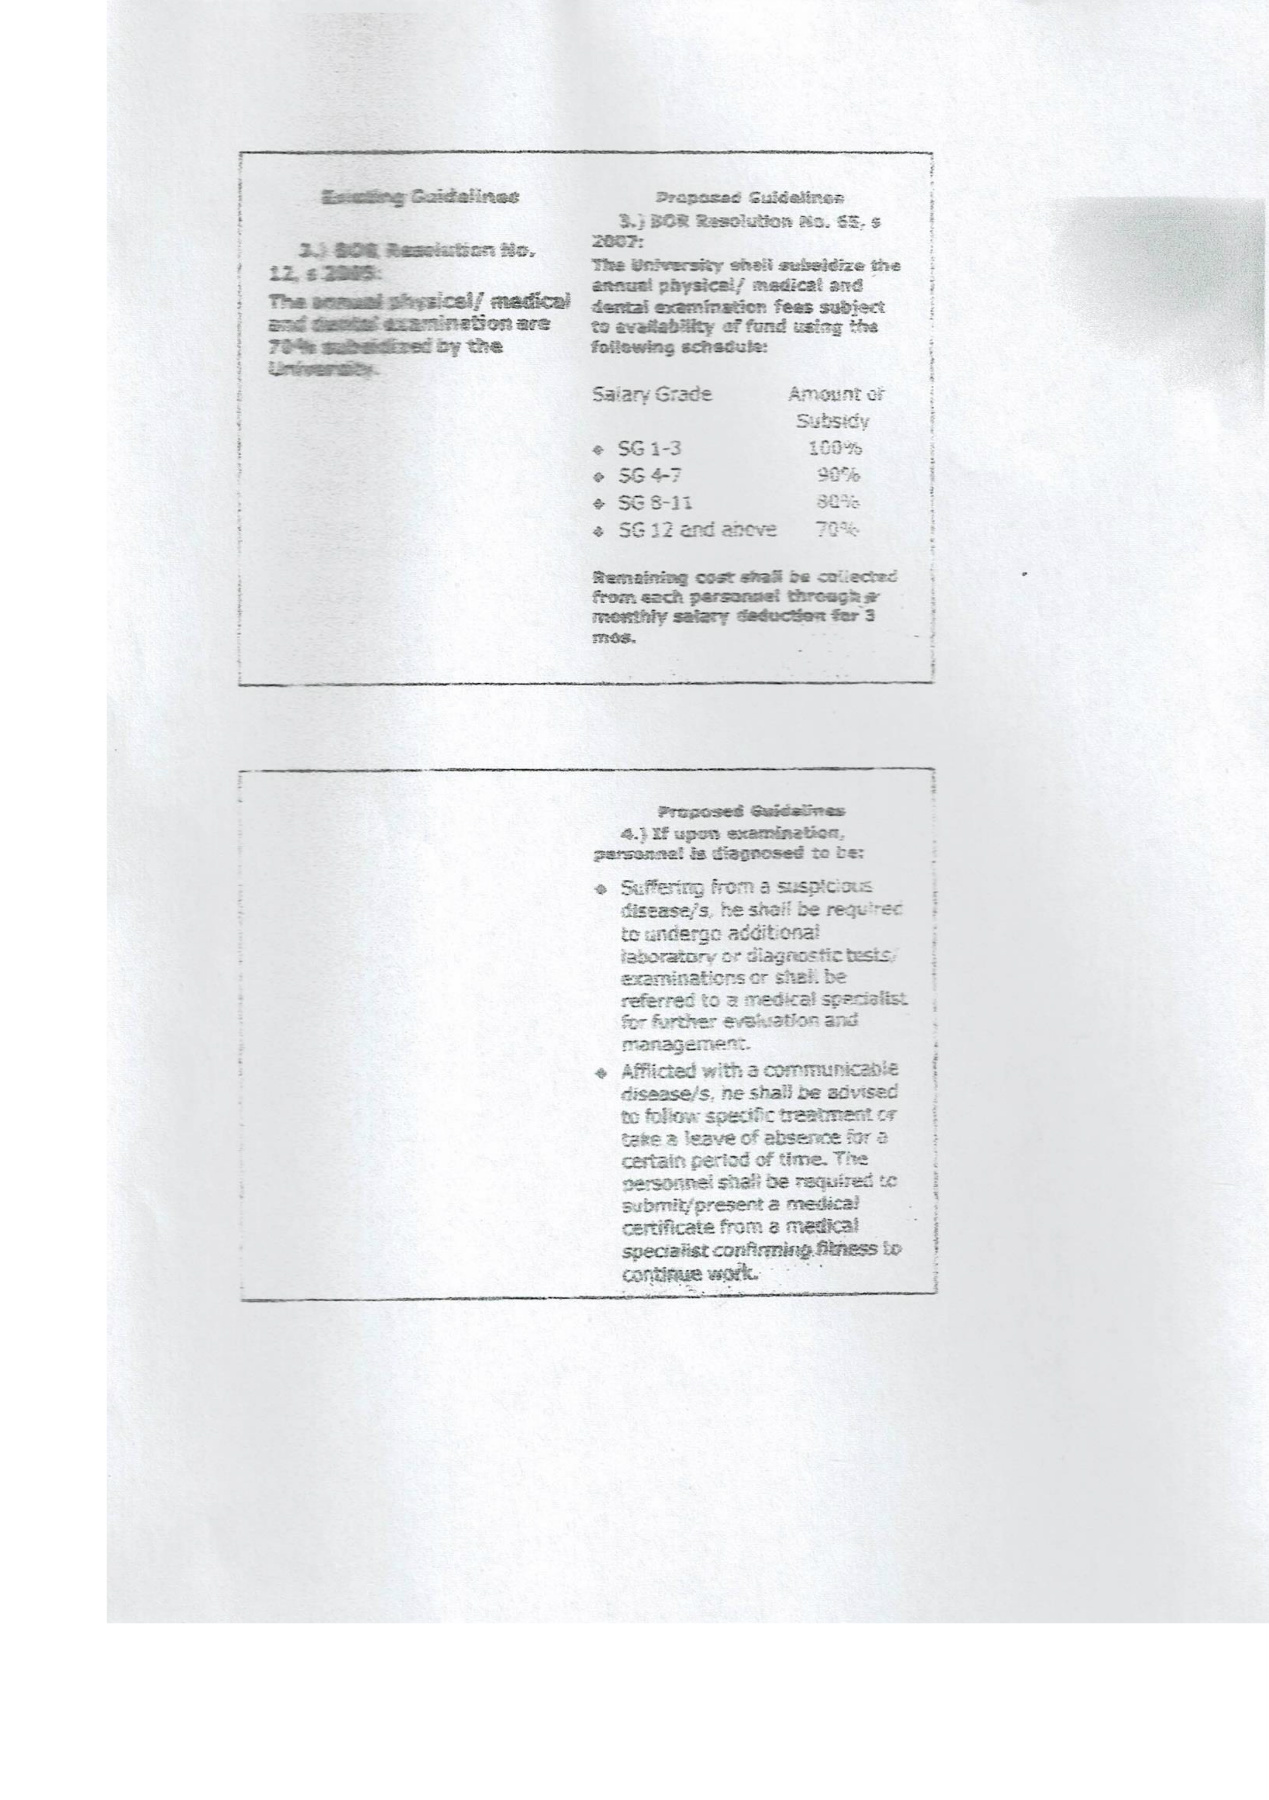 Existing Guidelines
3.) BOR Resolution No.
12, s 2005:
The annual physical/ medical
and dental examination are
70% subsidized by the
University.
Proposed Guidelines
3.) BOR Resolution No. 65, s
2007:
The University shall subsidize the
annual physical/ medical and
dental examination fees subject
to availability of fund using the
following schedule:
Salary Grade Amount of
Subsidy
❖ SG 1-3 100%
❖ SG 4-7 90%
❖ SG 8-11 80%
❖ SG 12 and above 70%
Remaining cost shall be collected
from each personnel through a
monthly salary deduction for 3
mos.
Proposed Guidelines
4.) If upon examination,
personnel is diagnosed to be:
❖ Suffering from a suspicious
disease/s, he shall be required
to undergo additional
laboratory or diagnostic tests/
examinations or shall be
referred to a medical specialist
for further evaluation and
management.
❖ Afflicted with a communicable
disease/s, he shall be advised
to follow specific treatment or
take a leave of absence for a
certain period of time. The
personnel shall be required to
submit/present a medical
certificate from a medical
specialist confirming fitness to
continue work.